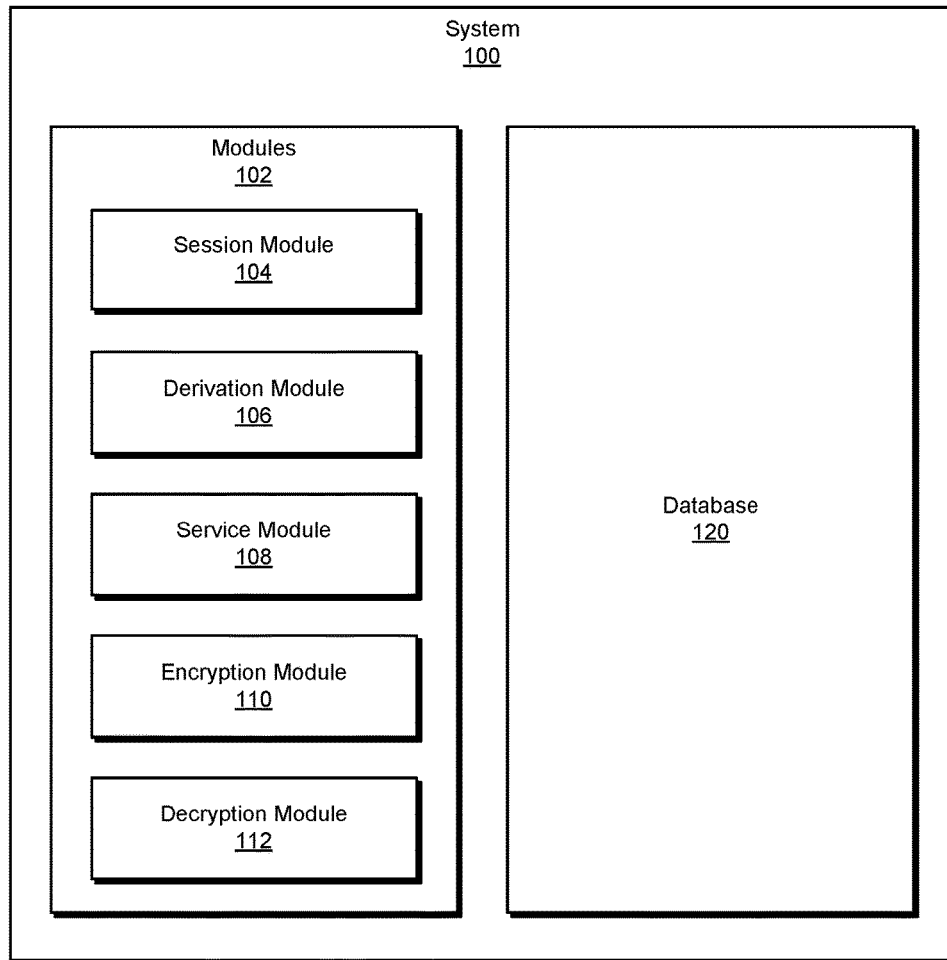 System
100
Modules
102
Session Module
104
Derivation Module
106
Service Module
108
Encryption Module
110
Decryption Module
112
Database
120